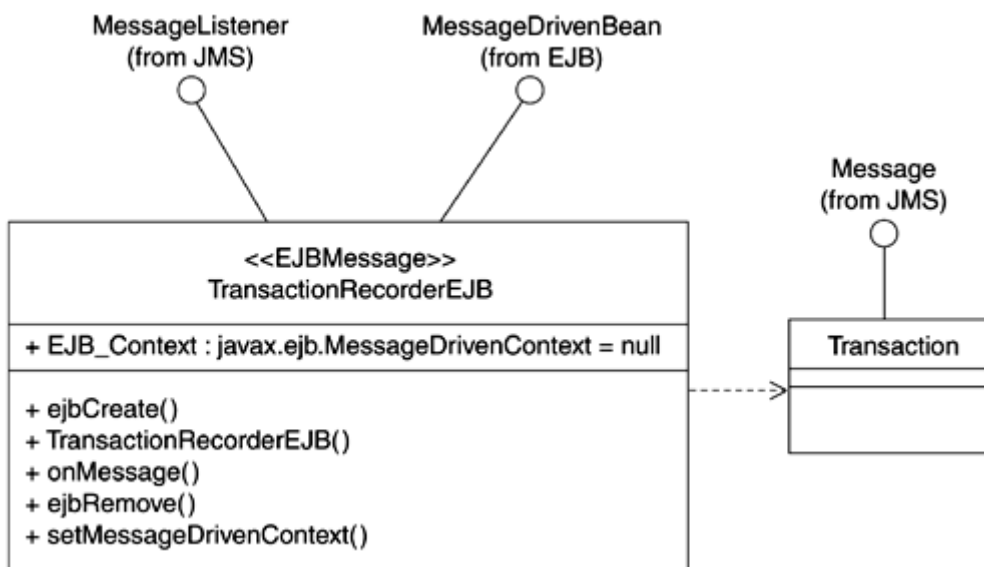 MessageListener
(from JMS)
MessageDrivenBean
(from EJB)
Message
(from JMS)
<<EJBMessage>>
TransactionRecorderEJB
+ EJB_Context : javax.ejb.MessageDrivenContext = null
Transaction
+ ejbCreate()
+ TransactionRecorderEJB()
+ onMessage()
+ ejbRemove()
+ setMessageDrivenContext()